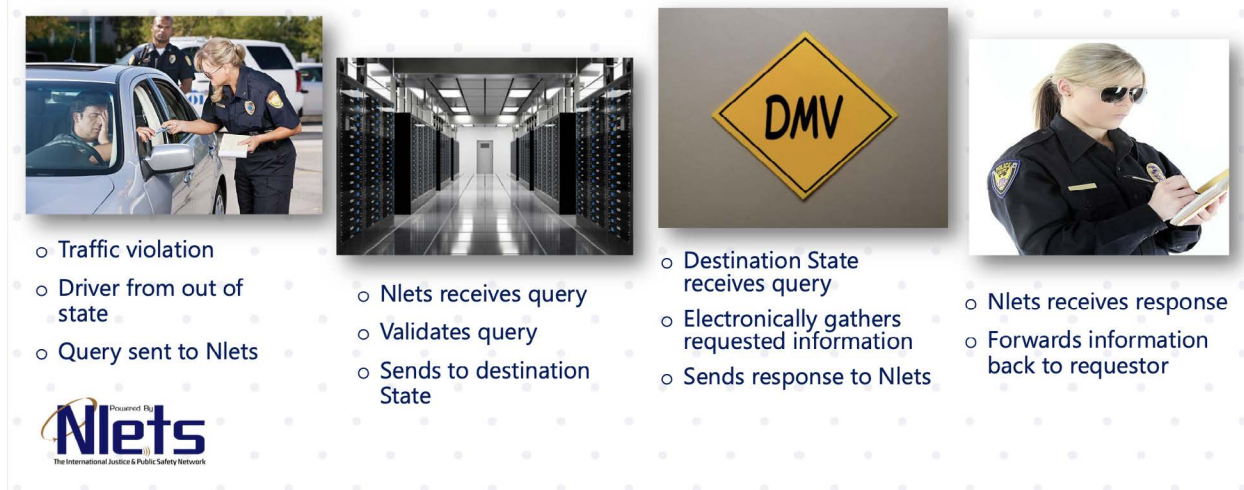 DMV
○ Traffic violation
○ Driver from out of
state
○ Query sent to Nlets
○ Nlets receives query
○ Validates query
○ Sends to destination
State
○ Destination State
receives query
○ Electronically gathers
requested information
○ Sends response to Nlets
○ Nlets receives response
○ Forwards information
back to requestor
Powered By
Nlets
The International Justice & Public Safety Network